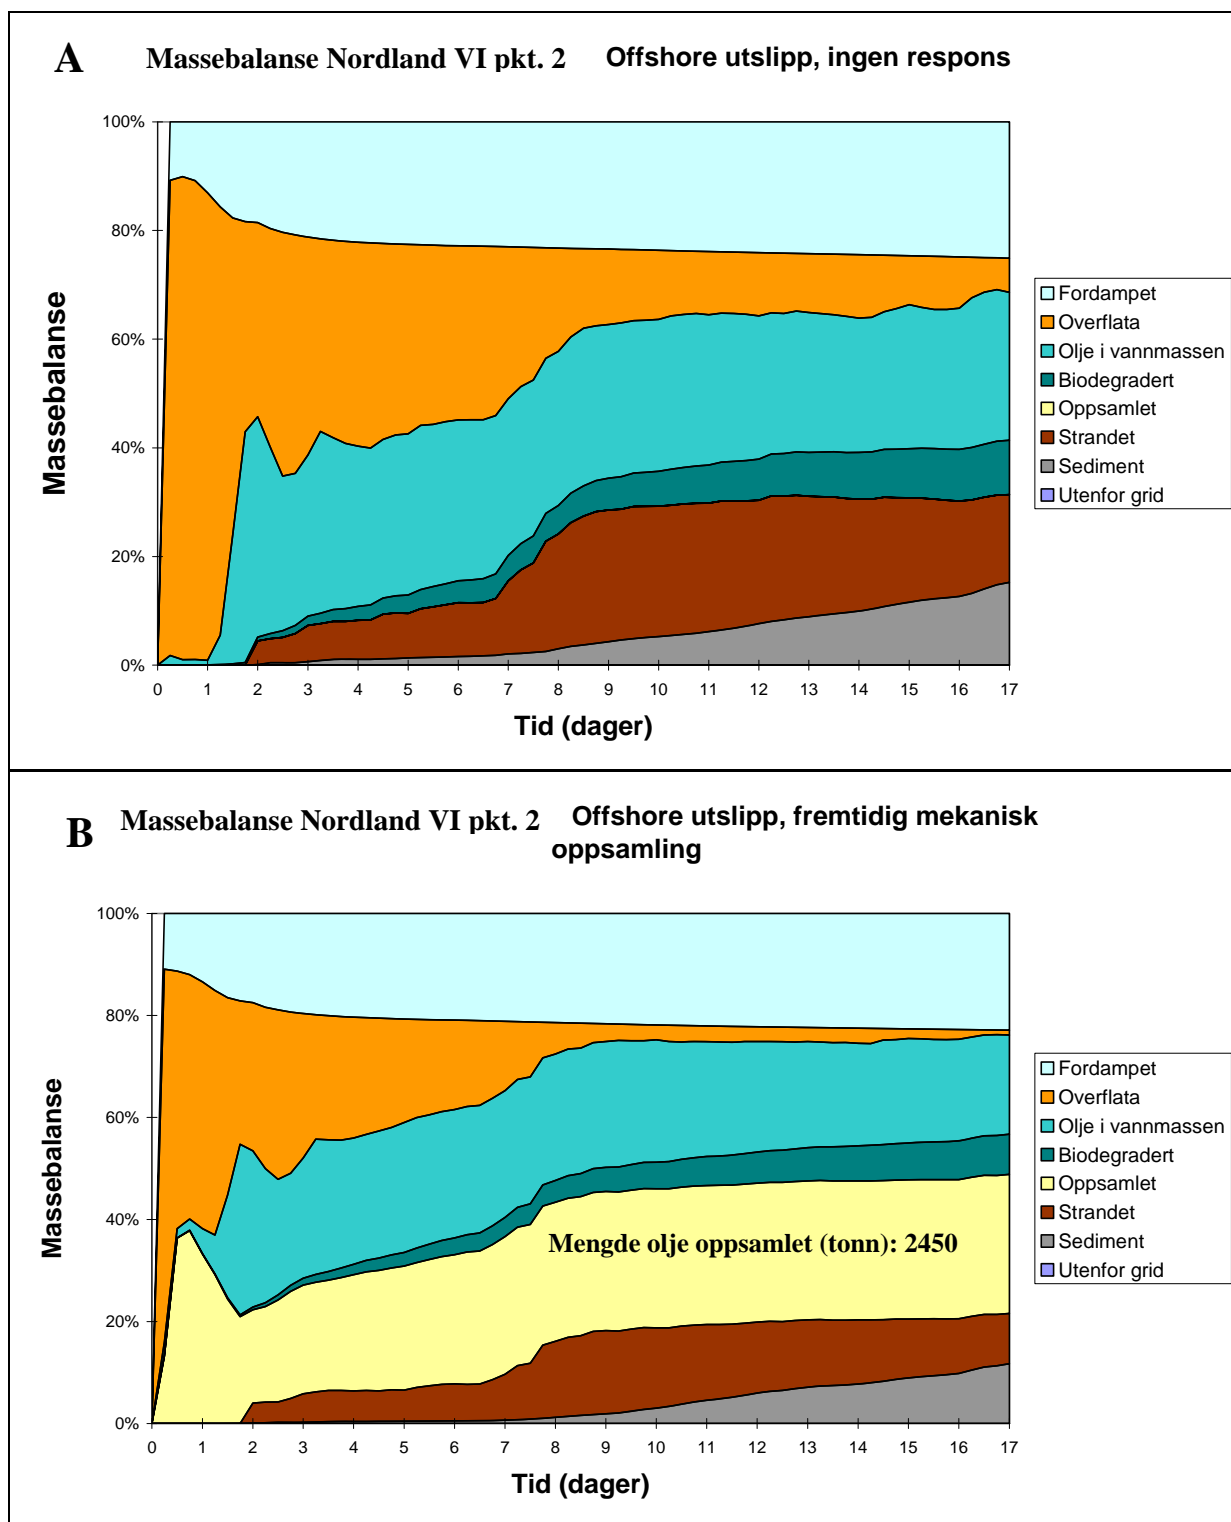 A
Massebalanse Nordland VI pkt. 2 Offshore utslipp, ingen respons
Massebalanse
100%
80%
60%
40%
20%
0%
0 1 2 3 4 5 6 7 8 9 10 11 12 13 14 15 16 17
Tid (dager)
Fordampet
Overflata
Olje i vannmassen
Biodegradert
Oppsamlet
Strandet
Sediment
Utenfor grid
B
Massebalanse Nordland VI pkt. 2 Offshore utslipp, fremtidig mekanisk
oppsamling
Massebalanse
100%
80%
60%
40%
20%
0%
Mengde olje oppsamlet (tonn): 2450
0 1 2 3 4 5 6 7 8 9 10 11 12 13 14 15 16 17
Tid (dager)
Fordampet
Overflata
Olje i vannmassen
Biodegradert
Oppsamlet
Strandet
Sediment
Utenfor grid